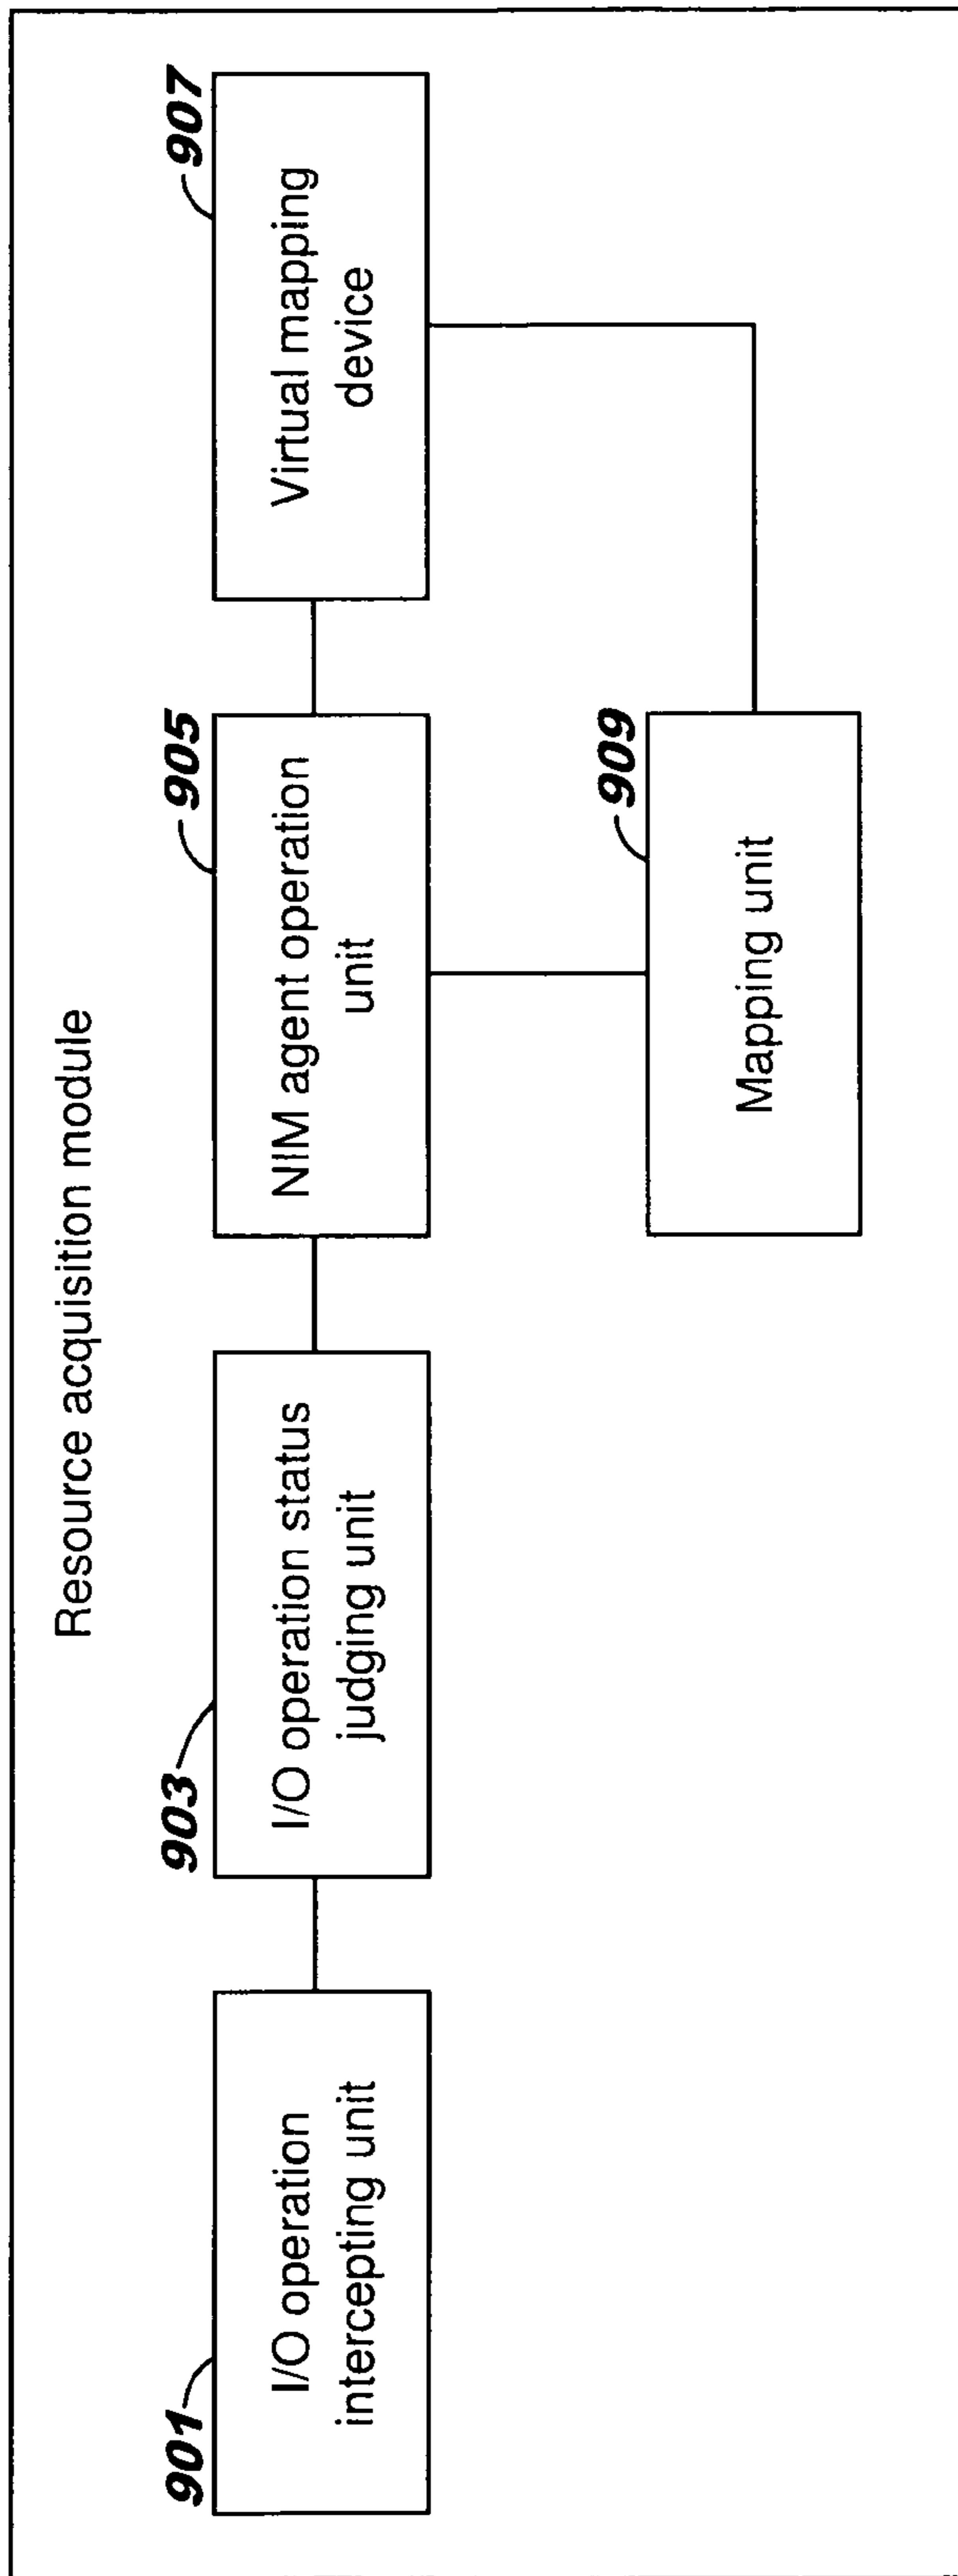 Resource acquisition module
901
I/O operation
intercepting unit
903
I/O operation status
judging unit
905
NIM agent operation
unit
907
Virtual mapping
device
909
Mapping unit